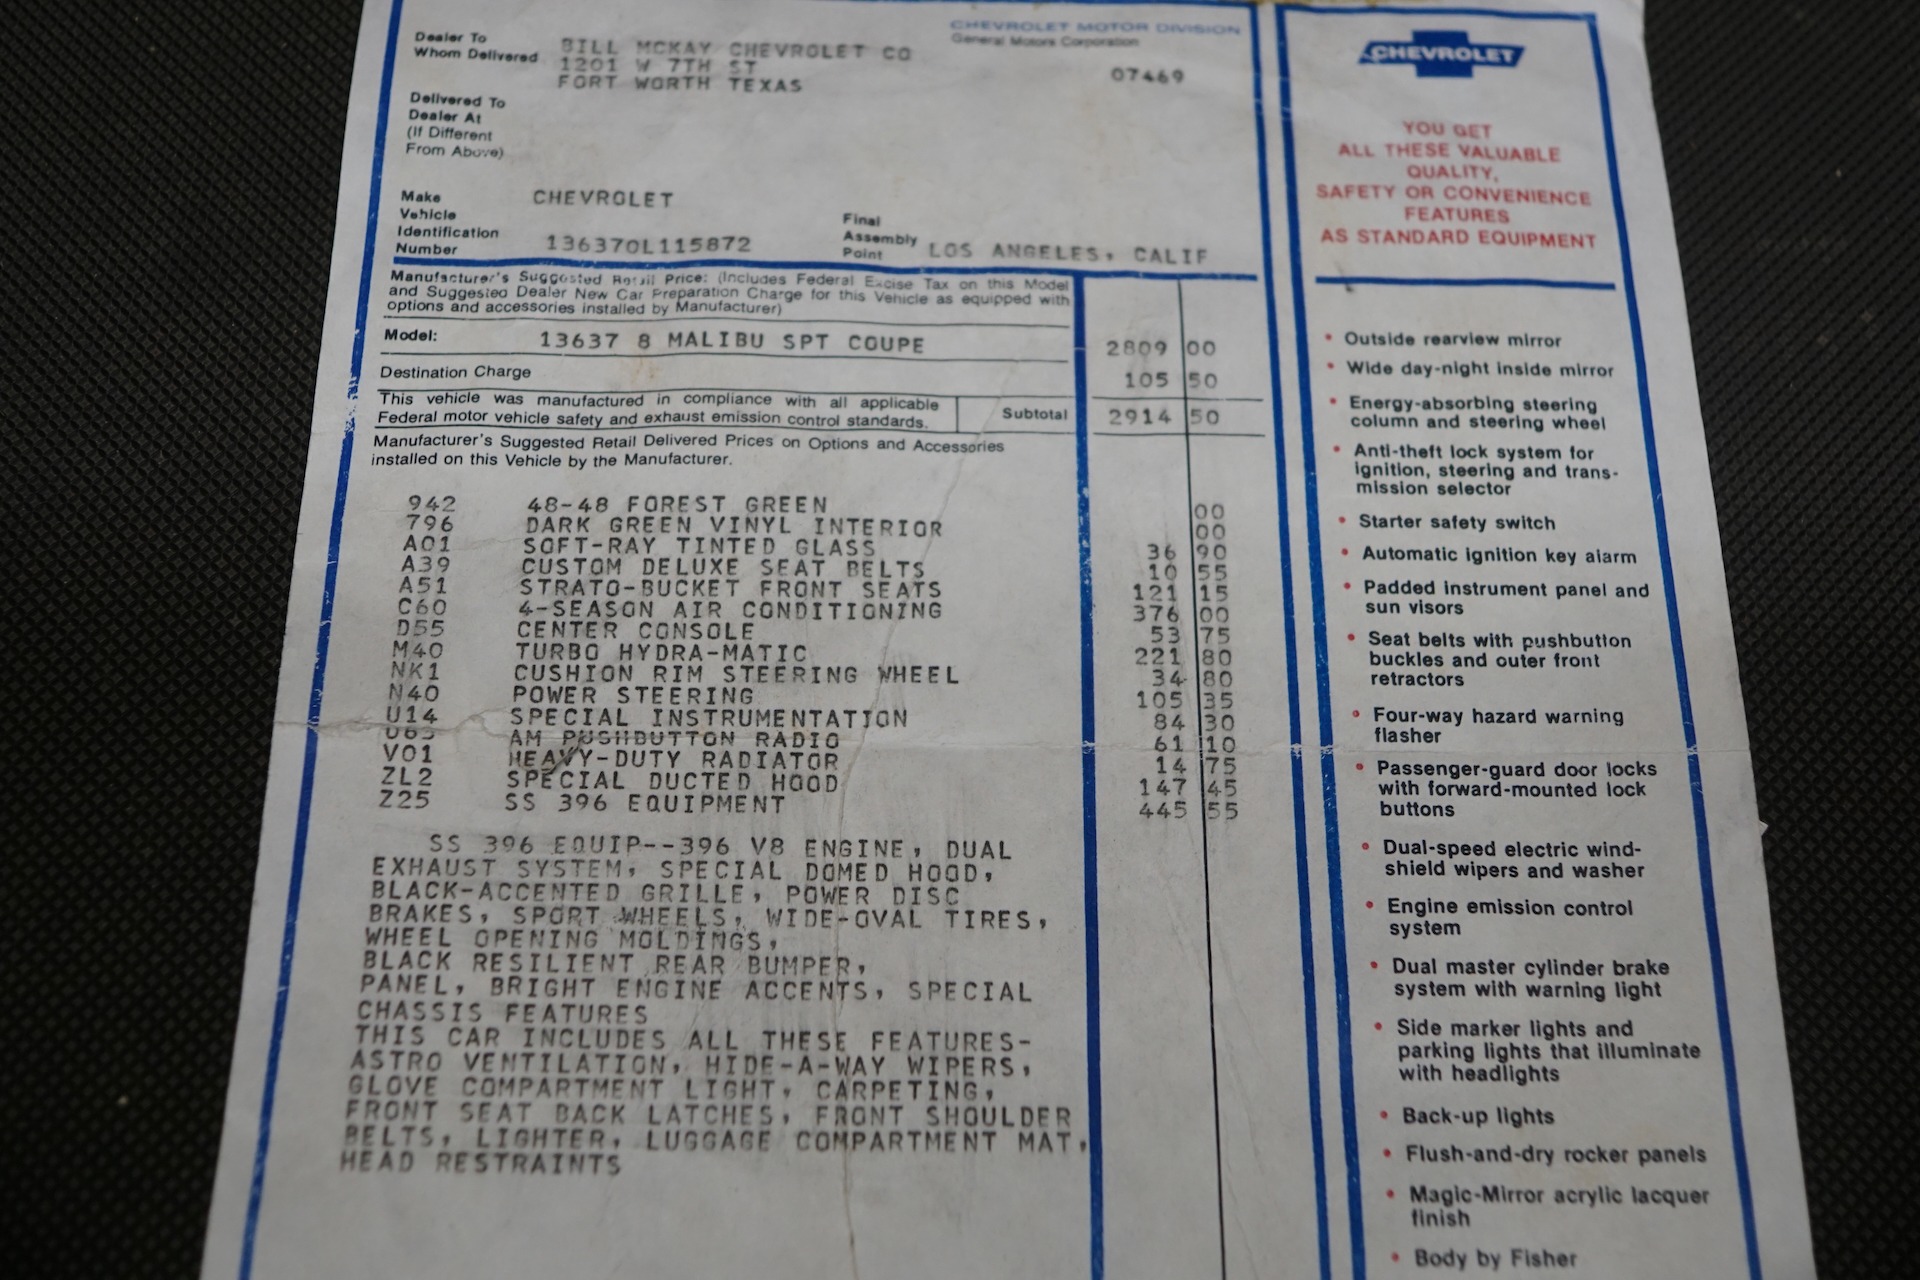 CHEVROLET MOTOR DIVISION
General Motors Corporation
Dealer To
Whom Delivered
BILL MCKAY CHEVROLET CO
1201 W 7TH ST
FORT WORTH TEXAS
07469
Delivered To
Dealer At
(If Different
From Above)
Make
CHEVROLET
Vehicle
Identification
Number
136370L115872
Final
Assembly
Point
LOS ANGELES, CALIF
Manufacturer's Suggested Retail Price: (Includes Federal Excise Tax on this Model
and Suggested Dealer New Car Preparation Charge for this Vehicle as equipped with
options and accessories installed by Manufacturer)
Model: 13637 8 MALIBU SPT COUPE 2809 00
Destination Charge 105 50
This vehicle was manufactured in compliance with all applicable
Federal motor vehicle safety and exhaust emission control standards.
Subtotal 2914 50
Manufacturer's Suggested Retail Delivered Prices on Options and Accessories
installed on this Vehicle by the Manufacturer.
942 48-48 FOREST GREEN 00
796 DARK GREEN VINYL INTERIOR 00
A01 SOFT-RAY TINTED GLASS 36 90
A39 CUSTOM DELUXE SEAT BELTS 10 55
A51 STRATO-BUCKET FRONT SEATS 121 15
C60 4-SEASON AIR CONDITIONING 376 00
D55 CENTER CONSOLE 53 75
M40 TURBO HYDRA-MATIC 221 80
NK1 CUSHION RIM STEERING WHEEL 34 80
N40 POWER STEERING 105 35
U14 SPECIAL INSTRUMENTATION 84 30
U63 AM PUSHBUTTON RADIO 61 10
V01 HEAVY-DUTY RADIATOR 14 75
ZL2 SPECIAL DUCTED HOOD 147 45
Z25 SS 396 EQUIPMENT 445 55
SS 396 EQUIP--396 V8 ENGINE, DUAL
EXHAUST SYSTEM, SPECIAL DOMED HOOD,
BLACK-ACCENTED GRILLE, POWER DISC
BRAKES, SPORT WHEELS, WIDE-OVAL TIRES,
WHEEL OPENING MOLDINGS,
BLACK RESILIENT REAR BUMPER,
PANEL, BRIGHT ENGINE ACCENTS, SPECIAL
CHASSIS FEATURES
THIS CAR INCLUDES ALL THESE FEATURES-
ASTRO VENTILATION, HIDE-A-WAY WIPERS,
GLOVE COMPARTMENT LIGHT, CARPETING,
FRONT SEAT BACK LATCHES, FRONT SHOULDER
BELTS, LIGHTER, LUGGAGE COMPARTMENT MAT,
HEAD RESTRAINTS
CHEVROLET
YOU GET
ALL THESE VALUABLE
QUALITY,
SAFETY OR CONVENIENCE
FEATURES
AS STANDARD EQUIPMENT
• Outside rearview mirror
• Wide day-night inside mirror
• Energy-absorbing steering
column and steering wheel
• Anti-theft lock system for
ignition, steering and trans-
mission selector
• Starter safety switch
• Automatic ignition key alarm
• Padded instrument panel and
sun visors
• Seat belts with pushbutton
buckles and outer front
retractors
• Four-way hazard warning
flasher
• Passenger-guard door locks
with forward-mounted lock
buttons
• Dual-speed electric wind-
shield wipers and washer
• Engine emission control
system
• Dual master cylinder brake
system with warning light
• Side marker lights and
parking lights that illuminate
with headlights
• Back-up lights
• Flush-and-dry rocker panels
• Magic-Mirror acrylic lacquer
finish
• Body by Fisher